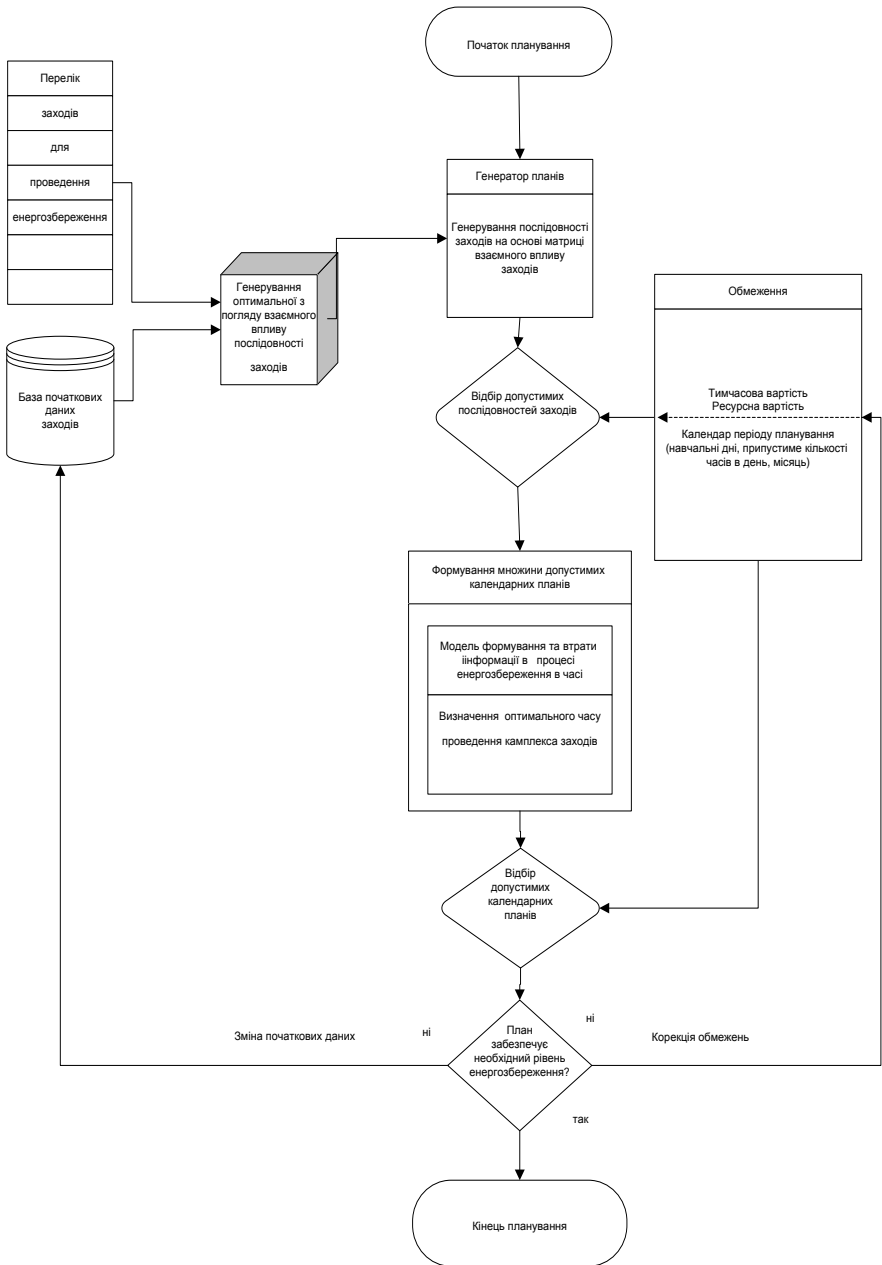 Початок планування
Перелік
заходів
для
проведення
енергозбереження
Генератор планів
Генерування послідовності
заходів на основі матриці
взаємного впливу
заходів
Генерування
оптимальної з
погляду взаємного
впливу
послідовності
заходів
Обмеження
Тимчасова вартість
Ресурсна вартість
Календар періоду планування
(навчальні дні, припустиме кількості
часів в день, місяць)
База початкових
даних
заходів
Відбір допустимих
послідовностей заходів
Формування множини допустимих
календарних планів
Модель формування та втрати
іінформації в процесі
енергозбереження в часі
Визначення оптимального часу
проведення камплекса заходів
Відбір
допустимих
календарних
планів
План
забезпечує
необхідний рівень
енергозбереження?
Зміна початкових даних
ні
ні
Корекція обмежень
так
Кінець планування